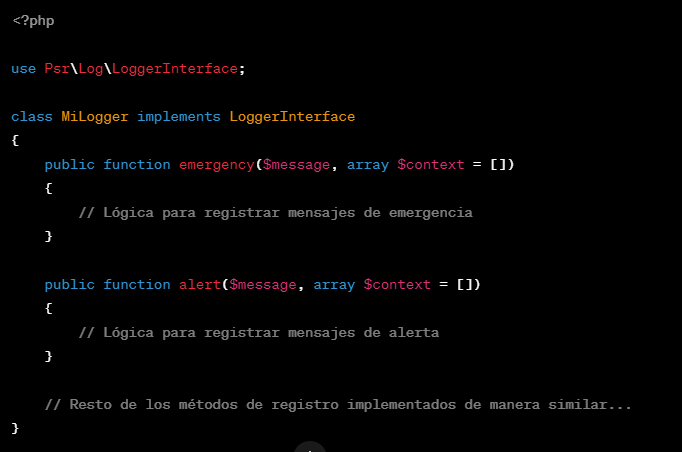 <?php
use Psr\Log\LoggerInterface;
class MiLogger implements LoggerInterface
{
    public function emergency($message, array $context = [])
    {
        // Lógica para registrar mensajes de emergencia
    }
    public function alert($message, array $context = [])
    {
        // Lógica para registrar mensajes de alerta
    }
    // Resto de los métodos de registro implementados de manera similar...
}